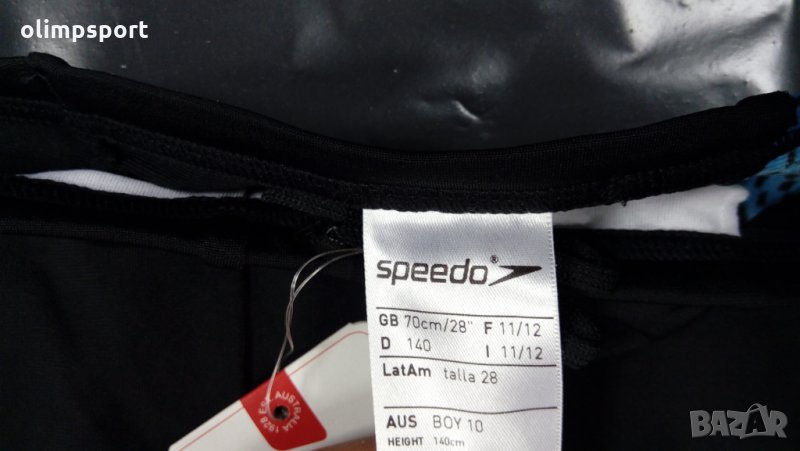 olimpsport
speedo®
GB 70cm/28" F 11/12
D 140 I 11/12
LatAm talla 28
AUS BOY 10
HEIGHT 140cm
EST. AUSTRALIA 1928
BAZAR